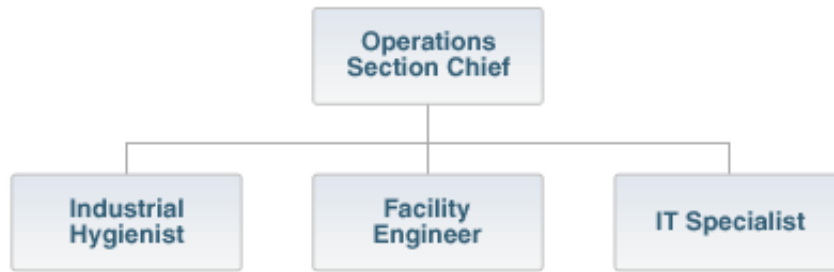 Operations
Section Chief
Industrial
Hygienist
Facility
Engineer
IT Specialist